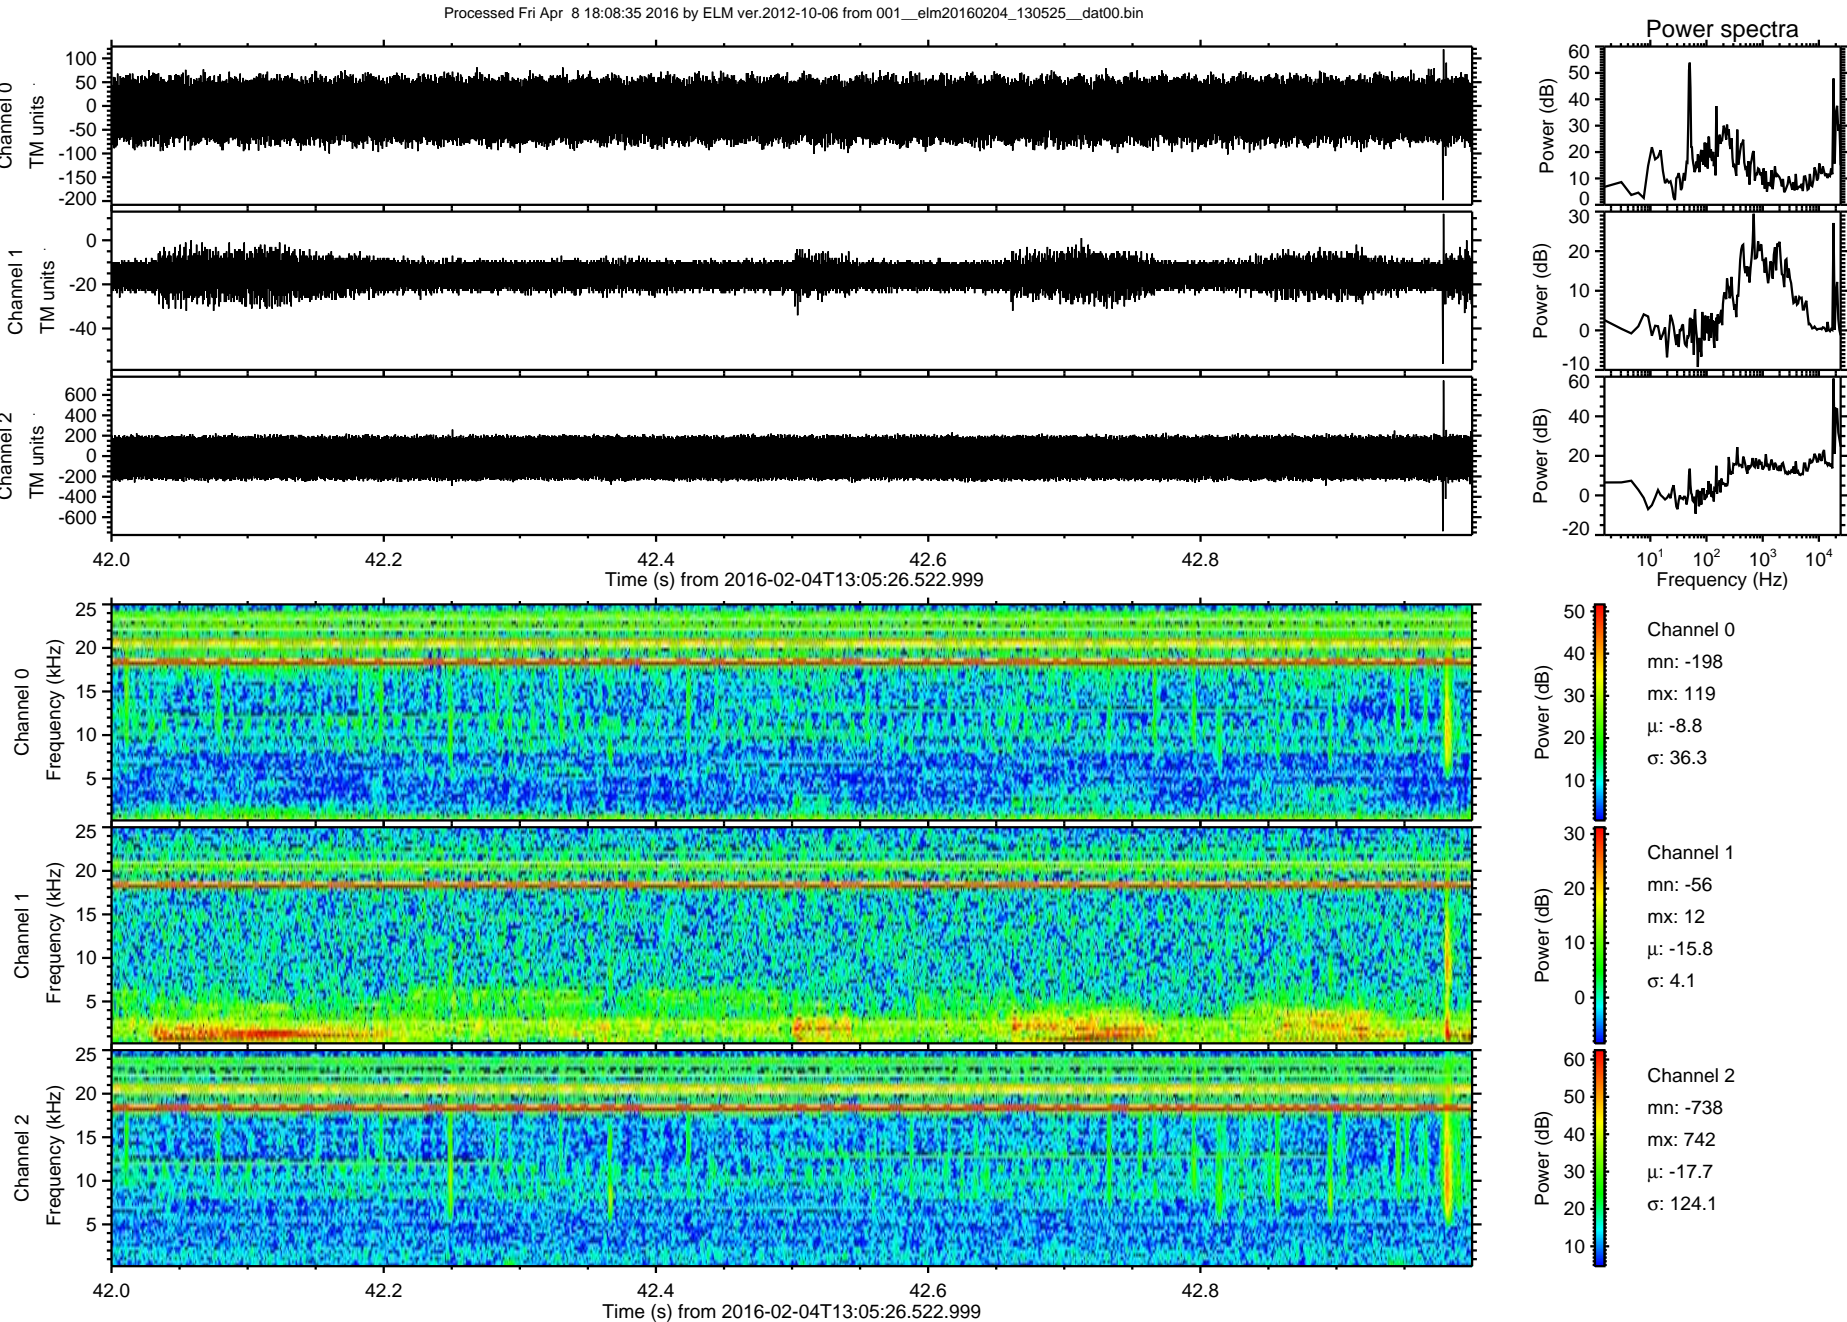 Processed Fri Apr 8 18:08:35 2016 by ELM ver.2012-10-06 from 001__elm20160204_130525__dat00.bin
Power spectra
Channel 0
TM units
100
50
0
-50
-100
-150
-200
Power (dB)
60
50
40
30
20
10
0
Channel 1
TM units
0
-20
-40
Power (dB)
30
20
10
0
-10
Channel 2
TM units
600
400
200
0
-200
-400
-600
Power (dB)
60
40
20
0
-20
42.0 42.2 42.4 42.6 42.8
Time (s) from 2016-02-04T13:05:26.522.999
10¹ 10² 10³ 10⁴
Frequency (Hz)
Channel 0
Frequency (kHz)
25
20
15
10
5
Power (dB)
50
40
30
20
10
Channel 0
mn: -198
mx: 119
μ: -8.8
σ: 36.3
Channel 1
Frequency (kHz)
25
20
15
10
5
Power (dB)
30
20
10
0
Channel 1
mn: -56
mx: 12
μ: -15.8
σ: 4.1
Channel 2
Frequency (kHz)
25
20
15
10
5
Power (dB)
60
50
40
30
20
10
Channel 2
mn: -738
mx: 742
μ: -17.7
σ: 124.1
42.0 42.2 42.4 42.6 42.8
Time (s) from 2016-02-04T13:05:26.522.999